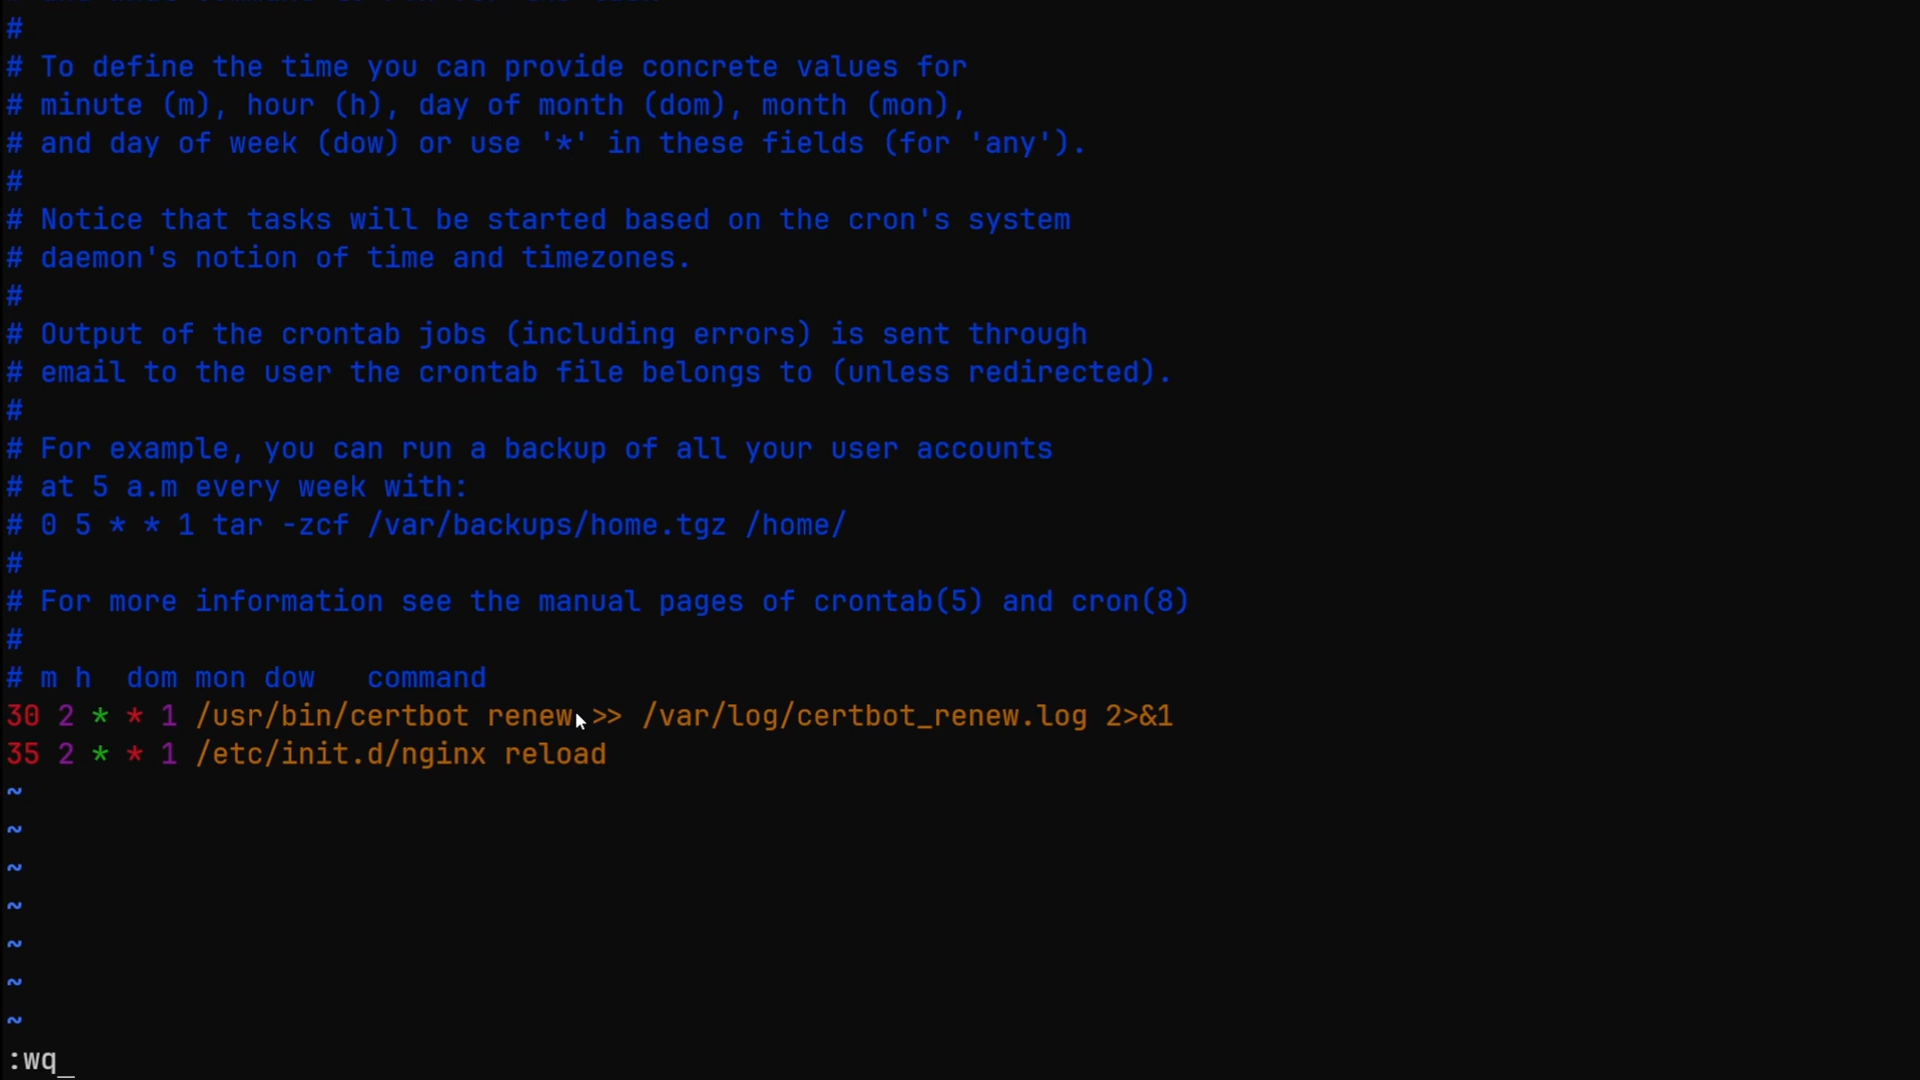 #
# To define the time you can provide concrete values for
# minute (m), hour (h), day of month (dom), month (mon),
# and day of week (dow) or use '*' in these fields (for 'any').
#
# Notice that tasks will be started based on the cron's system
# daemon's notion of time and timezones.
#
# Output of the crontab jobs (including errors) is sent through
# email to the user the crontab file belongs to (unless redirected).
#
# For example, you can run a backup of all your user accounts
# at 5 a.m every week with:
# 0 5 * * 1 tar -zcf /var/backups/home.tgz /home/
#
# For more information see the manual pages of crontab(5) and cron(8)
#
# m h  dom mon dow   command
30 2 * * 1 /usr/bin/certbot renew >> /var/log/certbot_renew.log 2>&1
35 2 * * 1 /etc/init.d/nginx reload
~
~
~
~
~
~
~
:wq_